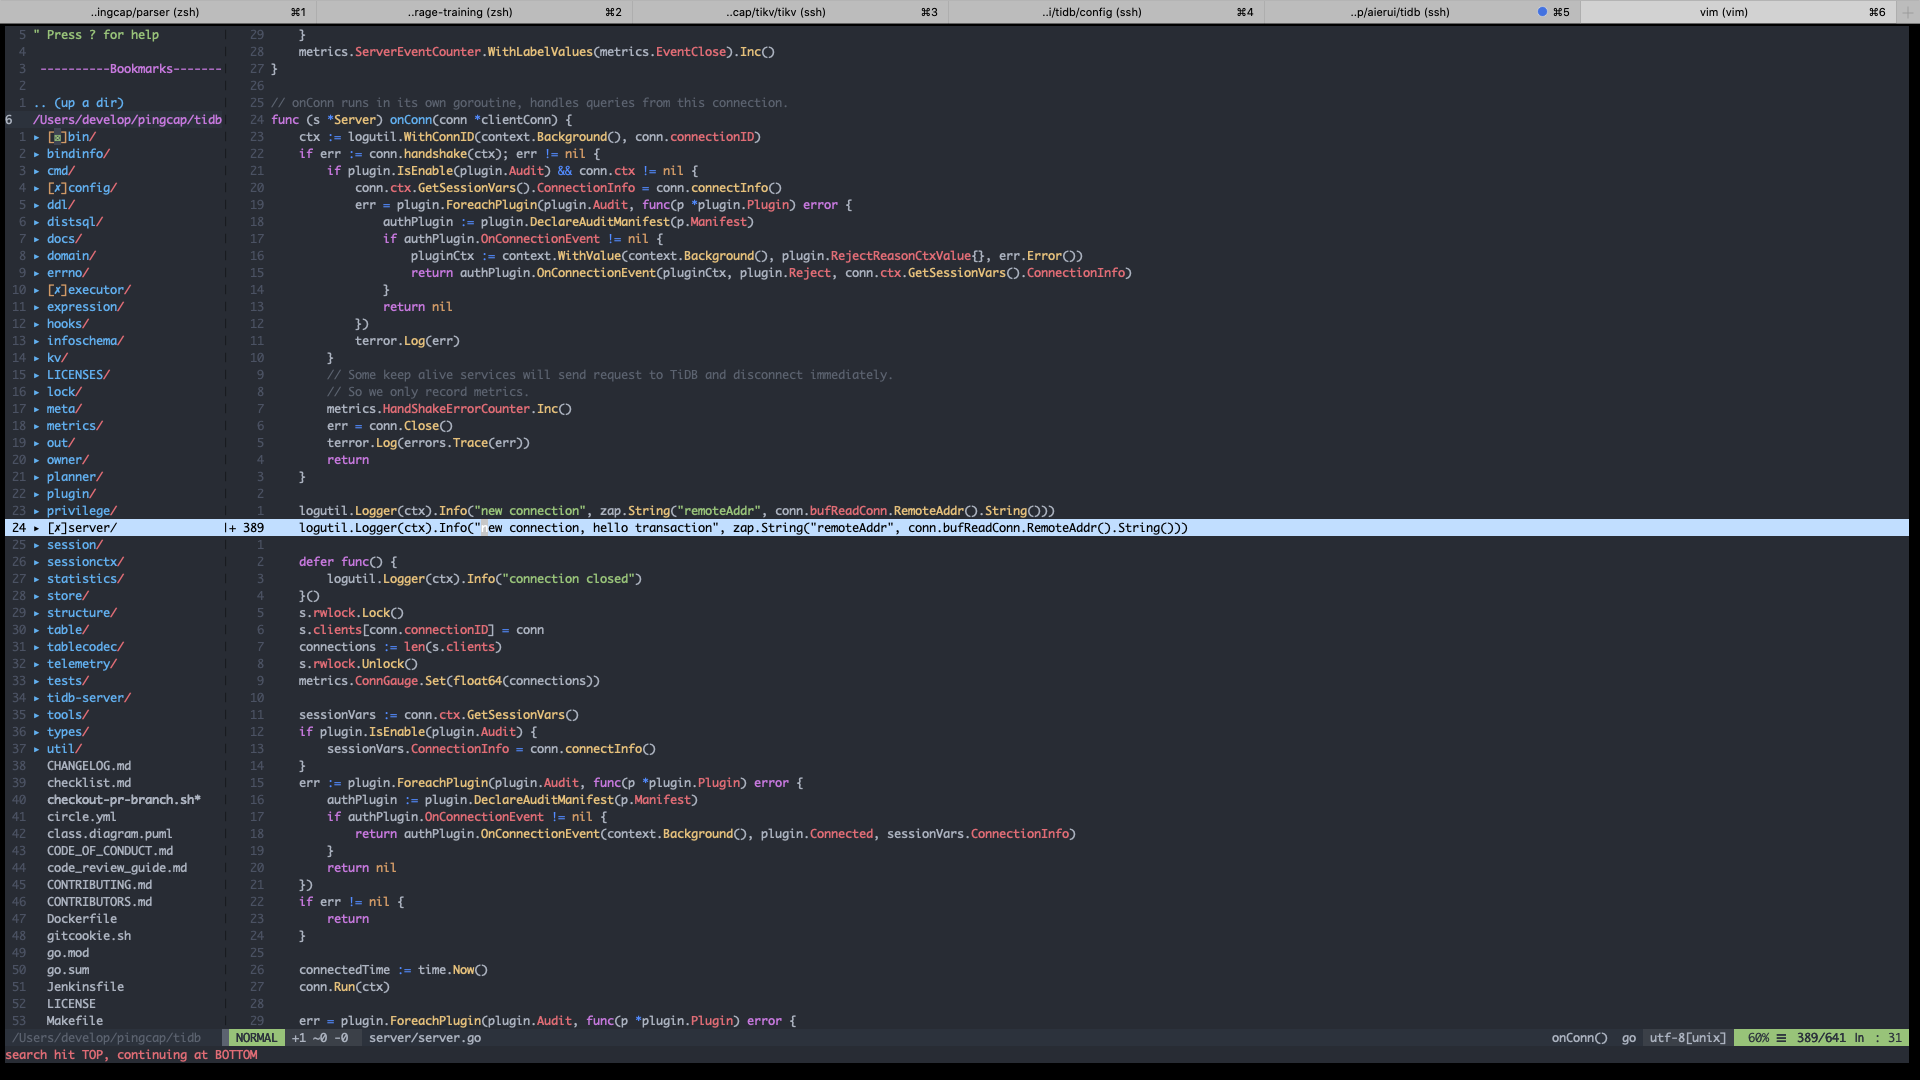 ..ingcap/parser (zsh) ⌘1 ..rage-training (zsh) ⌘2 ..cap/tikv/tikv (ssh) ⌘3 ..i/tidb/config (ssh) ⌘4 ..p/aierui/tidb (ssh) ⌘5 vim (vim) ⌘6
5 " Press ? for help
4
3 ----------Bookmarks-------
2
1 .. (up a dir)
6 /Users/develop/pingcap/tidb
1 ▸ [☒]bin/
2 ▸ bindinfo/
3 ▸ cmd/
4 ▸ [✗]config/
5 ▸ ddl/
6 ▸ distsql/
7 ▸ docs/
8 ▸ domain/
9 ▸ errno/
10 ▸ [✗]executor/
11 ▸ expression/
12 ▸ hooks/
13 ▸ infoschema/
14 ▸ kv/
15 ▸ LICENSES/
16 ▸ lock/
17 ▸ meta/
18 ▸ metrics/
19 ▸ out/
20 ▸ owner/
21 ▸ planner/
22 ▸ plugin/
23 ▸ privilege/
24 ▸ [✗]server/
25 ▸ session/
26 ▸ sessionctx/
27 ▸ statistics/
28 ▸ store/
29 ▸ structure/
30 ▸ table/
31 ▸ tablecodec/
32 ▸ telemetry/
33 ▸ tests/
34 ▸ tidb-server/
35 ▸ tools/
36 ▸ types/
37 ▸ util/
38 CHANGELOG.md
39 checklist.md
40 checkout-pr-branch.sh*
41 circle.yml
42 class.diagram.puml
43 CODE_OF_CONDUCT.md
44 code_review_guide.md
45 CONTRIBUTING.md
46 CONTRIBUTORS.md
47 Dockerfile
48 gitcookie.sh
49 go.mod
50 go.sum
51 Jenkinsfile
52 LICENSE
53 Makefile
29 }
28 metrics.ServerEventCounter.WithLabelValues(metrics.EventClose).Inc()
27 }
26
25 // onConn runs in its own goroutine, handles queries from this connection.
24 func (s *Server) onConn(conn *clientConn) {
23 ctx := logutil.WithConnID(context.Background(), conn.connectionID)
22 if err := conn.handshake(ctx); err != nil {
21 if plugin.IsEnable(plugin.Audit) && conn.ctx != nil {
20 conn.ctx.GetSessionVars().ConnectionInfo = conn.connectInfo()
19 err = plugin.ForeachPlugin(plugin.Audit, func(p *plugin.Plugin) error {
18 authPlugin := plugin.DeclareAuditManifest(p.Manifest)
17 if authPlugin.OnConnectionEvent != nil {
16 pluginCtx := context.WithValue(context.Background(), plugin.RejectReasonCtxValue{}, err.Error())
15 return authPlugin.OnConnectionEvent(pluginCtx, plugin.Reject, conn.ctx.GetSessionVars().ConnectionInfo)
14 }
13 return nil
12 })
11 terror.Log(err)
10 }
9 // Some keep alive services will send request to TiDB and disconnect immediately.
8 // So we only record metrics.
7 metrics.HandShakeErrorCounter.Inc()
6 err = conn.Close()
5 terror.Log(errors.Trace(err))
4 return
3 }
2
1 logutil.Logger(ctx).Info("new connection", zap.String("remoteAddr", conn.bufReadConn.RemoteAddr().String()))
+ 389 logutil.Logger(ctx).Info("new connection, hello transaction", zap.String("remoteAddr", conn.bufReadConn.RemoteAddr().String()))
1
2 defer func() {
3 logutil.Logger(ctx).Info("connection closed")
4 }()
5 s.rwlock.Lock()
6 s.clients[conn.connectionID] = conn
7 connections := len(s.clients)
8 s.rwlock.Unlock()
9 metrics.ConnGauge.Set(float64(connections))
10
11 sessionVars := conn.ctx.GetSessionVars()
12 if plugin.IsEnable(plugin.Audit) {
13 sessionVars.ConnectionInfo = conn.connectInfo()
14 }
15 err := plugin.ForeachPlugin(plugin.Audit, func(p *plugin.Plugin) error {
16 authPlugin := plugin.DeclareAuditManifest(p.Manifest)
17 if authPlugin.OnConnectionEvent != nil {
18 return authPlugin.OnConnectionEvent(context.Background(), plugin.Connected, sessionVars.ConnectionInfo)
19 }
20 return nil
21 })
22 if err != nil {
23 return
24 }
25
26 connectedTime := time.Now()
27 conn.Run(ctx)
28
29 err = plugin.ForeachPlugin(plugin.Audit, func(p *plugin.Plugin) error {
/Users/develop/pingcap/tidb NORMAL +1 ~0 -0 server/server.go onConn() go utf-8[unix] 60% ☰ 389/641 ln : 31
search hit TOP, continuing at BOTTOM